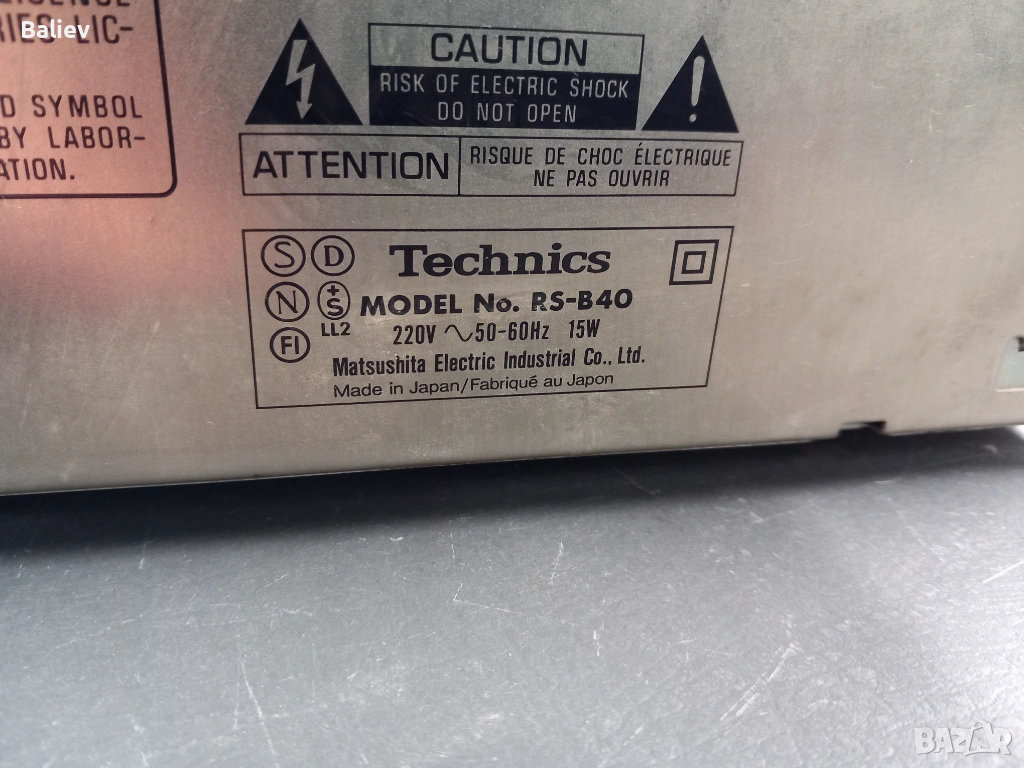 Baliev
RIES LIC-
D SYMBOL
BY LABOR-
ATION.
CAUTION
RISK OF ELECTRIC SHOCK
DO NOT OPEN
ATTENTION
RISQUE DE CHOC ÉLECTRIQUE
NE PAS OUVRIR
S D Technics
N +S MODEL No. RS-B40
LL2 220V ∿50-60Hz 15W
FI
Matsushita Electric Industrial Co., Ltd.
Made in Japan/Fabriqué au Japon
BAZAR